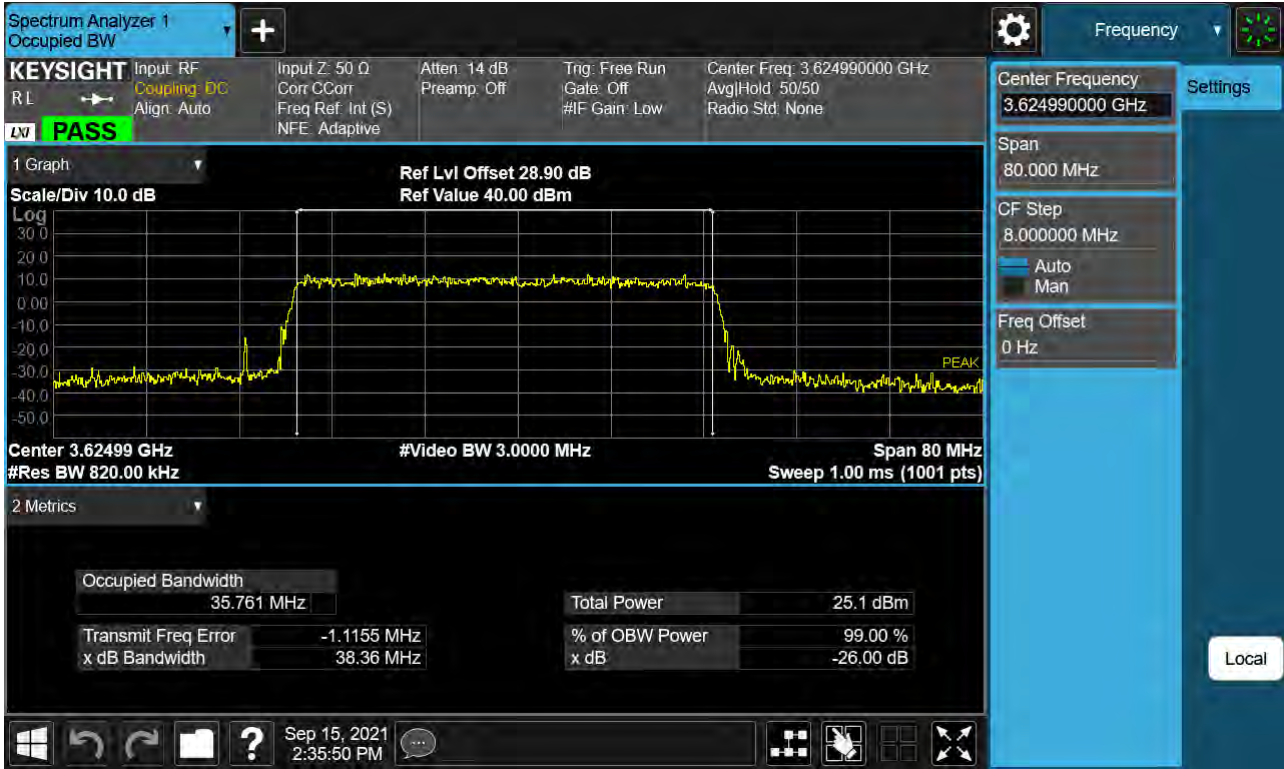 Spectrum Analyzer 1
Occupied BW
Frequency
KEYSIGHT
RL
LXI
PASS
Input: RF
Coupling: DC
Align: Auto
Input Z: 50 Ω
Corr CCorr
Freq Ref: Int (S)
NFE: Adaptive
Atten: 14 dB
Preamp: Off
Trig: Free Run
Gate: Off
#IF Gain: Low
Center Freq: 3.624990000 GHz
Avg|Hold: 50/50
Radio Std: None
Center Frequency
3.624990000 GHz
Settings
Span
80.000 MHz
CF Step
8.000000 MHz
Auto
Man
Freq Offset
0 Hz
1 Graph
Scale/Div 10.0 dB
Ref Lvl Offset 28.90 dB
Ref Value 40.00 dBm
Log
30.0
20.0
10.0
0.00
-10.0
-20.0
-30.0
-40.0
-50.0
PEAK
Center 3.62499 GHz
#Video BW 3.0000 MHz
Span 80 MHz
#Res BW 820.00 kHz
Sweep 1.00 ms (1001 pts)
2 Metrics
Occupied Bandwidth
35.761 MHz
Total Power 25.1 dBm
Transmit Freq Error -1.1155 MHz
% of OBW Power 99.00 %
x dB Bandwidth 38.36 MHz
x dB -26.00 dB
Local
?
Sep 15, 2021
2:35:50 PM